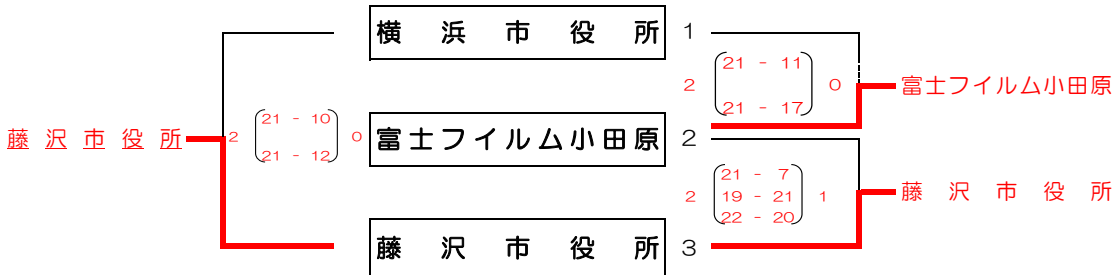 横浜市役所 1
2 21 - 11 0
21 - 17
富士フイルム小田原
藤沢市役所
2 21 - 10 0
21 - 12
富士フイルム小田原 2
21 - 7
2 19 - 21 1
22 - 20
藤沢市役所
藤沢市役所 3